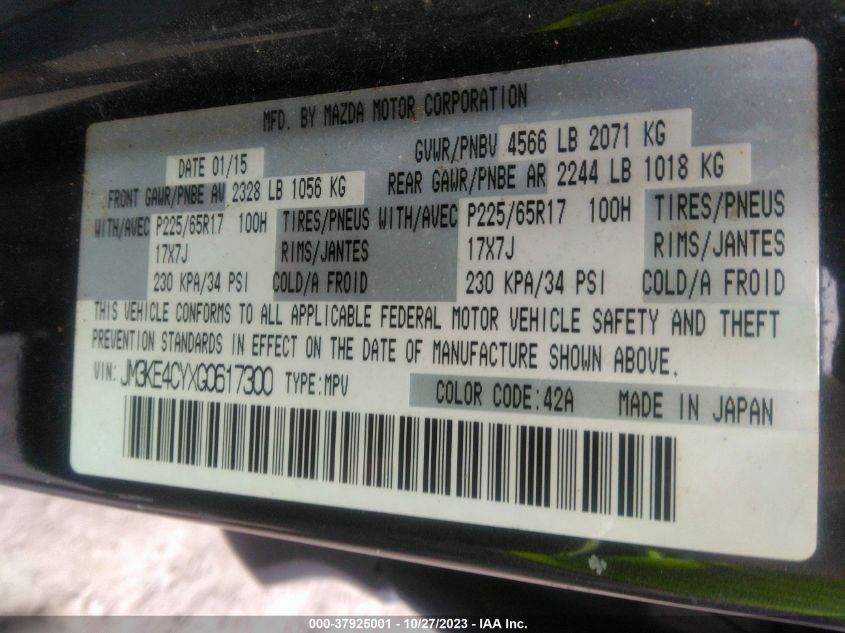 MFD. BY MAZDA MOTOR CORPORATION
DATE 01/15 GVWR/PNBV 4566 LB 2071 KG
FRONT GAWR/PNBE AV 2328 LB 1056 KG REAR GAWR/PNBE AR 2244 LB 1018 KG
WITH/AVEC P225/65R17 100H TIRES/PNEUS WITH/AVEC P225/65R17 100H TIRES/PNEUS
17X7J RIMS/JANTES 17X7J RIMS/JANTES
230 KPA/34 PSI COLD/A FROID 230 KPA/34 PSI COLD/A FROID
THIS VEHICLE CONFORMS TO ALL APPLICABLE FEDERAL MOTOR VEHICLE SAFETY AND THEFT
PREVENTION STANDARDS IN EFFECT ON THE DATE OF MANUFACTURE SHOWN ABOVE.
VIN: JM3KE4CYXG0617300 TYPE:MPV COLOR CODE:42A MADE IN JAPAN
000-37925001 - 10/27/2023 - IAA Inc.